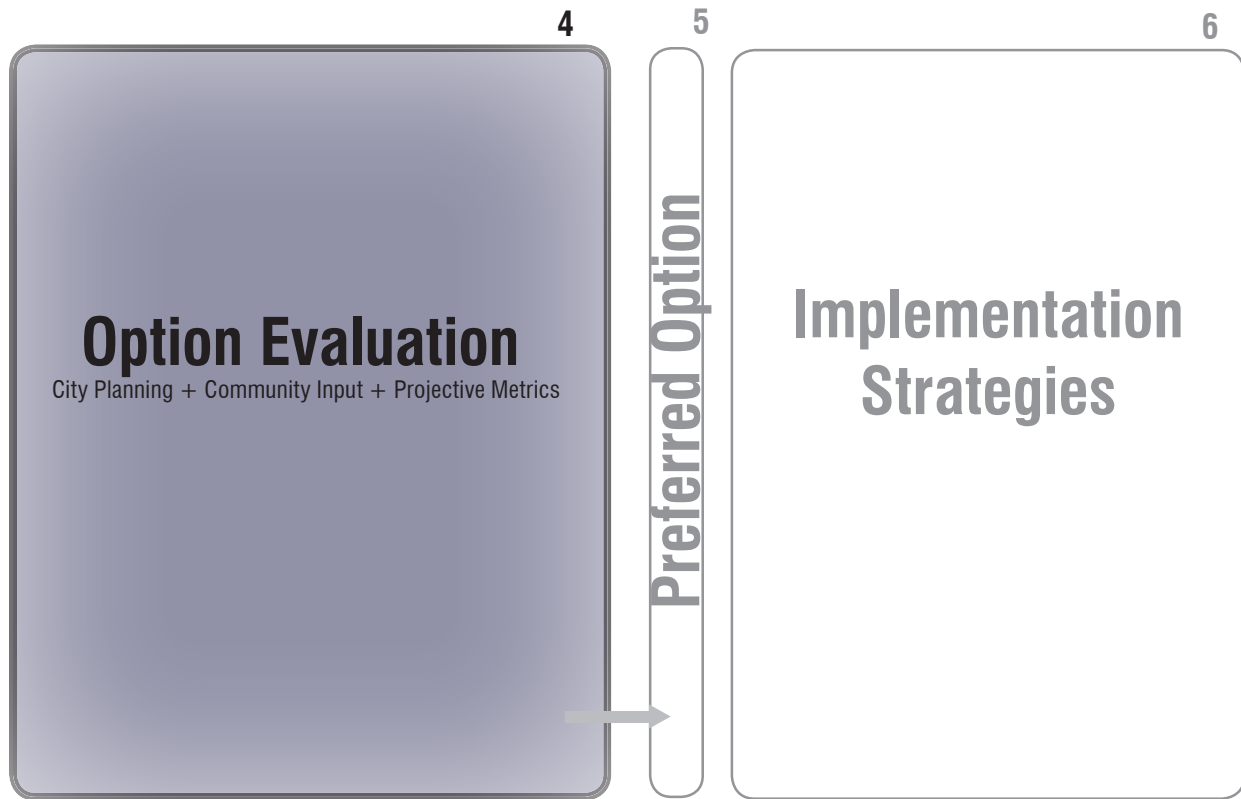 4
Option Evaluation
City Planning + Community Input + Projective Metrics
5
Preferred Option
6
Implementation
Strategies